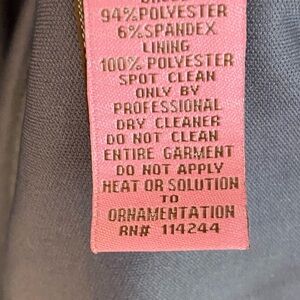 94% POLYESTER
6% SPANDEX
LINING
100% POLYESTER
SPOT CLEAN
ONLY BY
PROFESSIONAL
DRY CLEANER
DO NOT CLEAN
ENTIRE GARMENT
DO NOT APPLY
HEAT OR SOLUTION
TO
ORNAMENTATION
RN# 114244